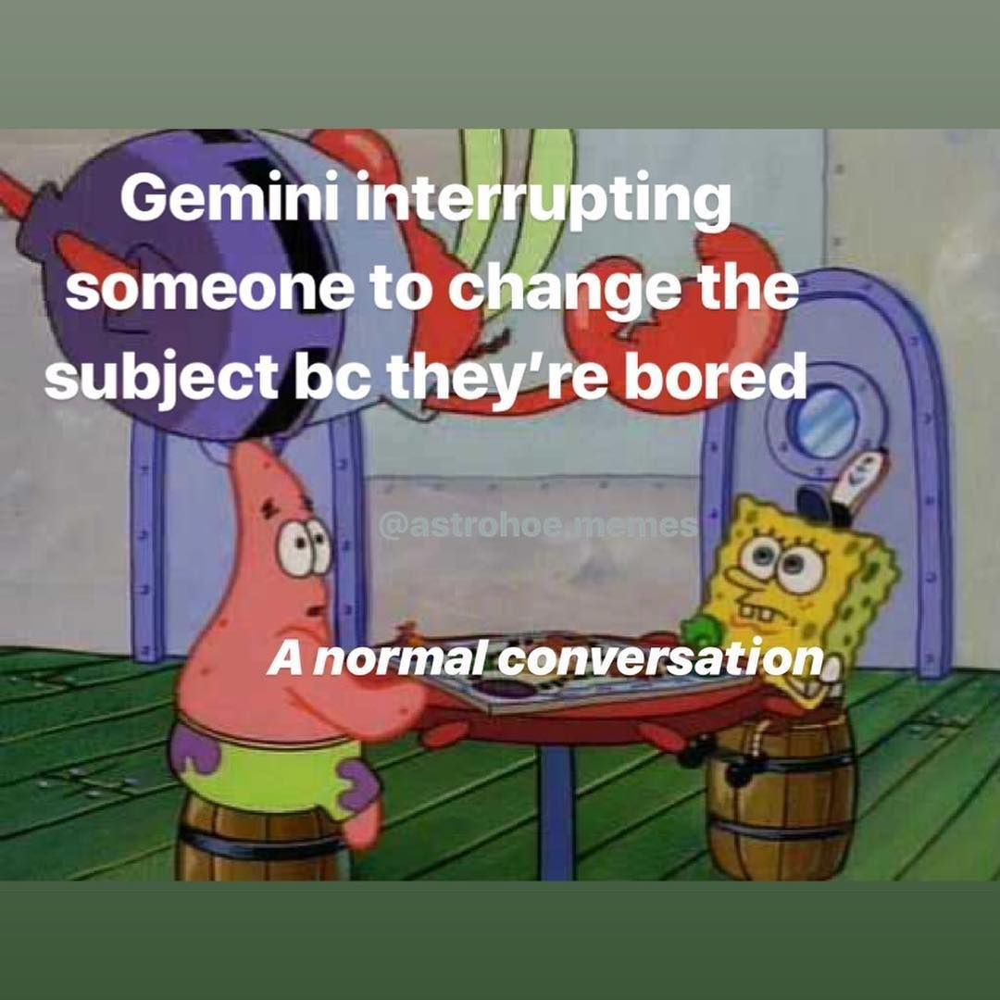 Gemini interrupting
someone to change the
subject bc they’re bored
@astrohoe.memes
A normal conversation